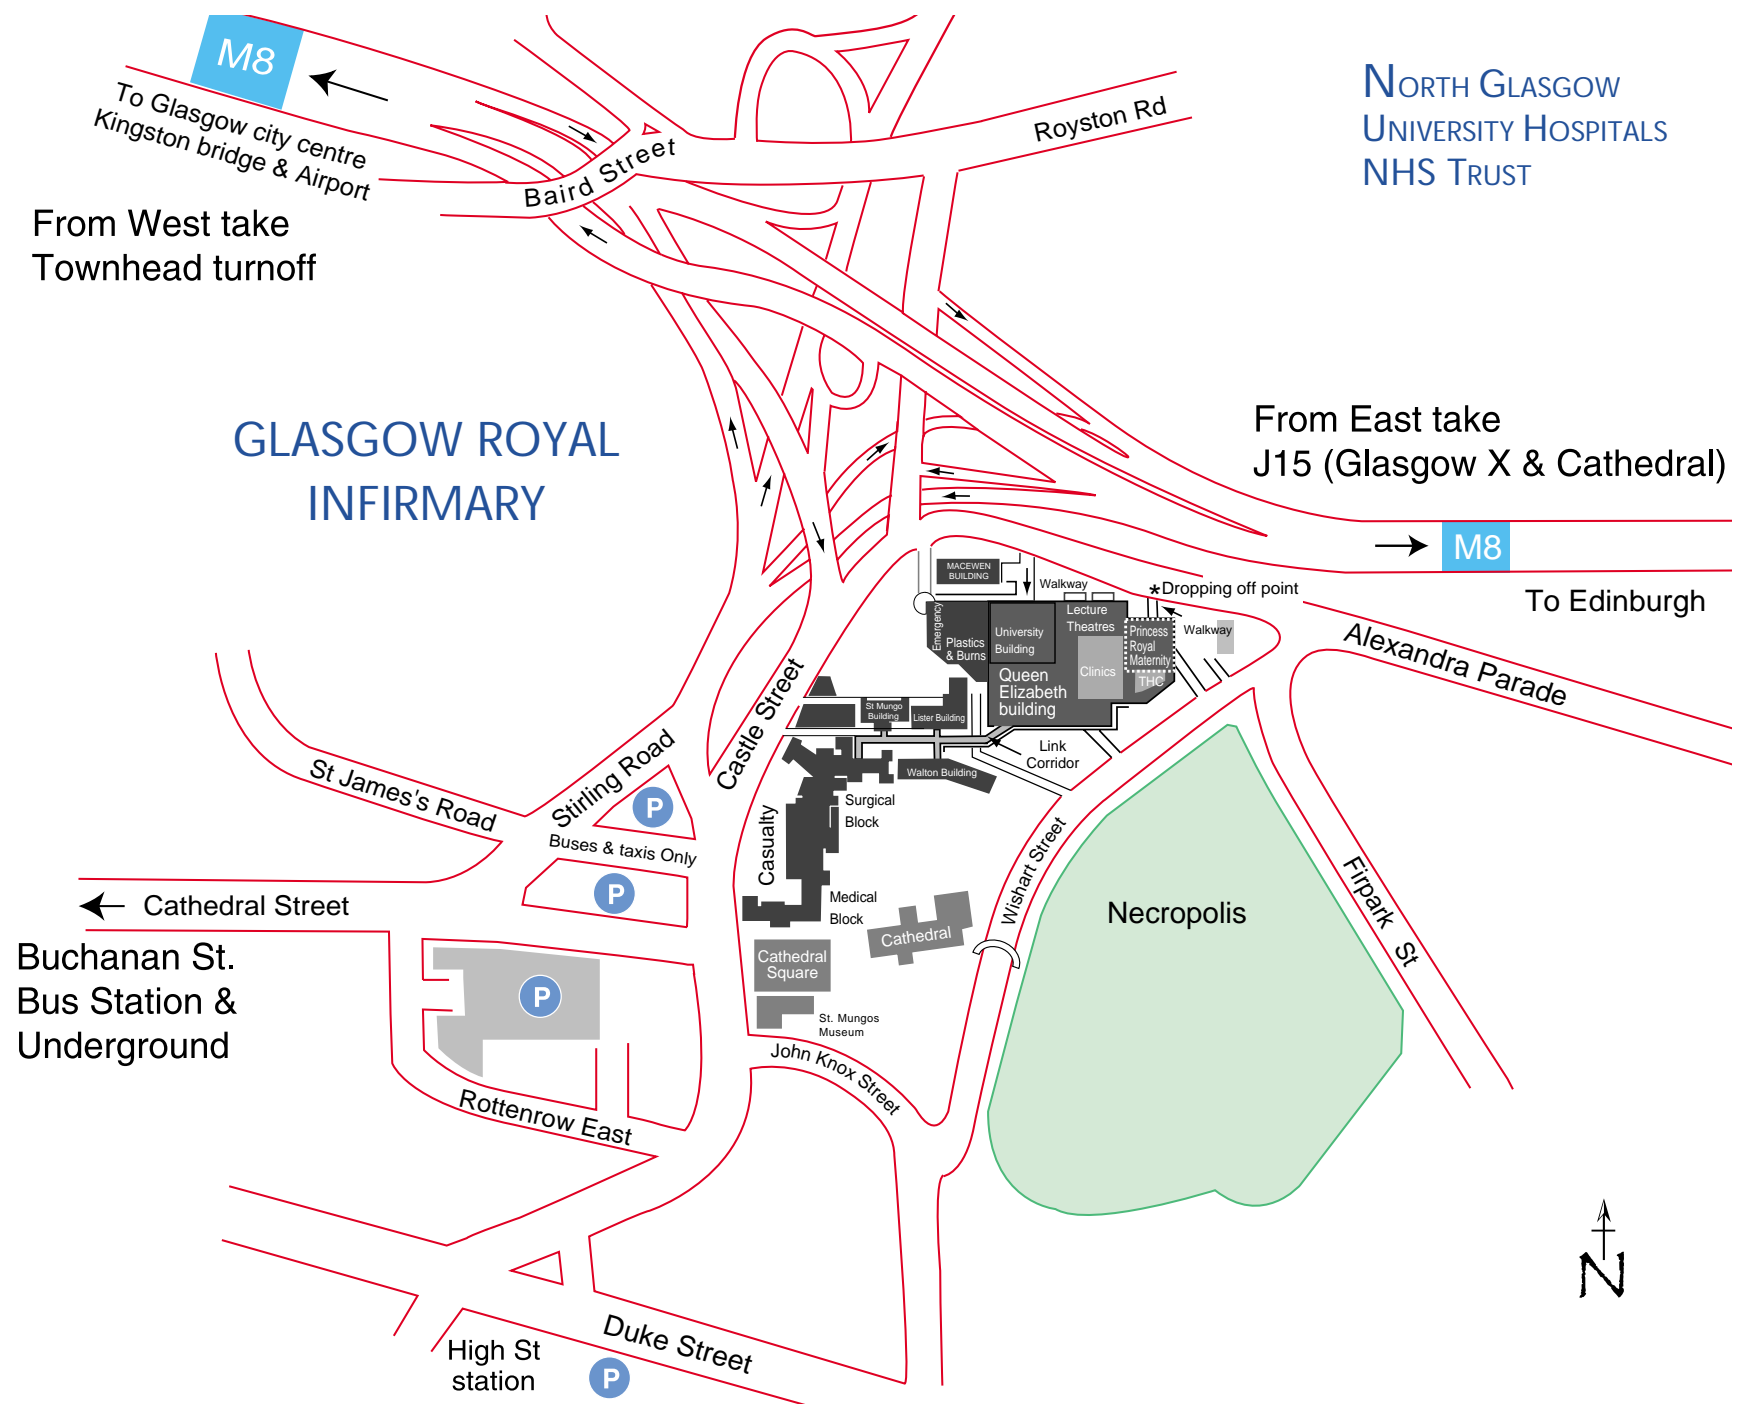 M8
To Glasgow city centre
Kingston bridge & Airport
From West take
Townhead turnoff
Baird Street
Royston Rd
NORTH GLASGOW
UNIVERSITY HOSPITALS
NHS TRUST
GLASGOW ROYAL
INFIRMARY
From East take
J15 (Glasgow X & Cathedral)
M8
To Edinburgh
Alexandra Parade
MACEWEN
BUILDING
Walkway
*Dropping off point
Walkway
Emergency
Plastics
& Burns
University
Building
Lecture
Theatres
Clinics
Princess
Royal
Maternity
THC
Queen
Elizabeth
building
St Mungo
Building
Lister Building
Link
Corridor
Walton Building
Castle Street
Stirling Road
St James's Road
P
Buses & taxis Only
P
Casualty
Surgical
Block
Medical
Block
Cathedral Street
Buchanan St.
Bus Station &
Underground
P
Cathedral
Cathedral
Square
St. Mungos
Museum
Wishart Street
Necropolis
Firpark St
John Knox Street
Rottenrow East
Duke Street
High St
station
P
N